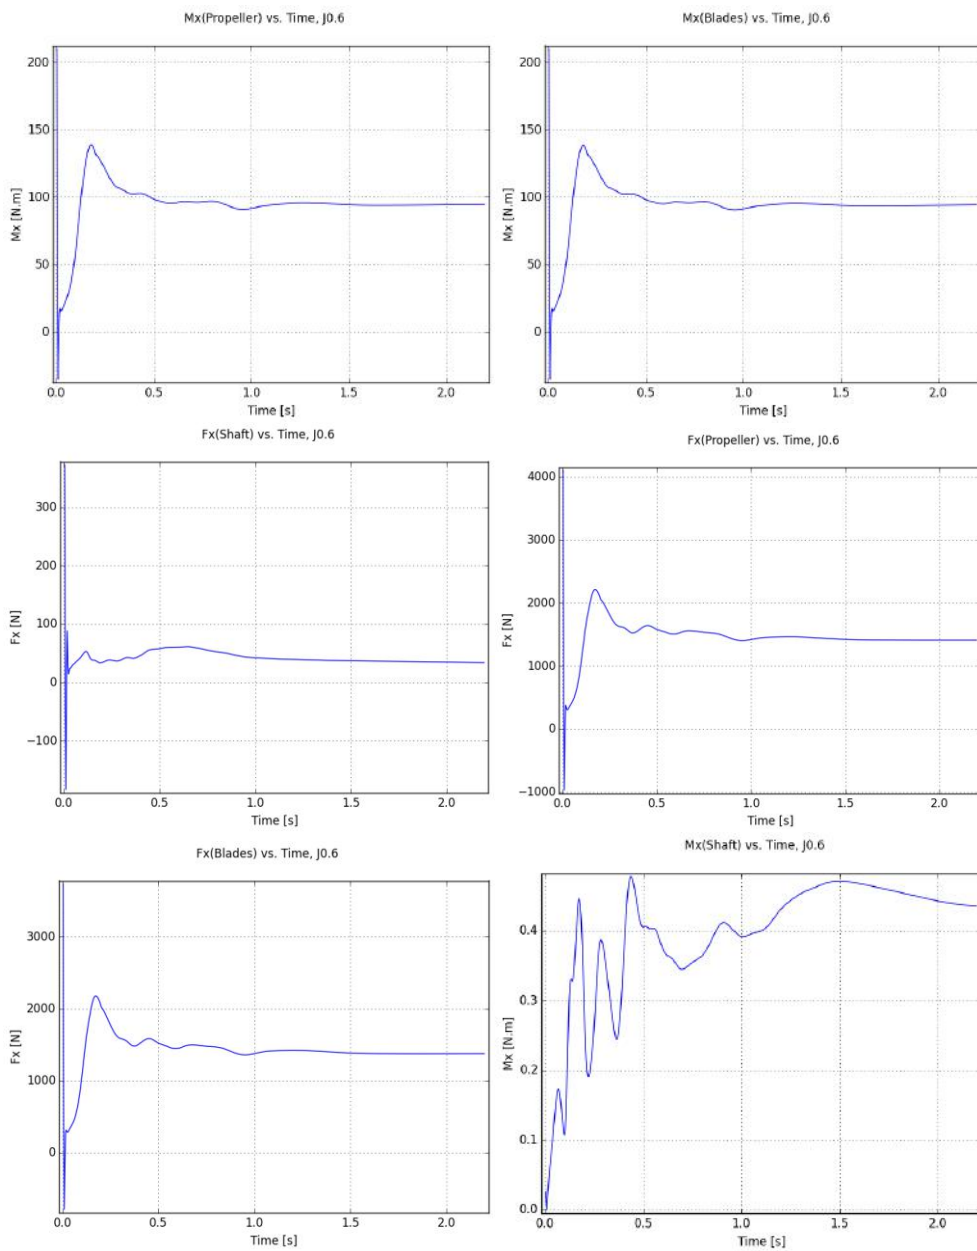 Mx(Propeller) vs. Time, J0.6
Mx [N.m]
200
150
100
50
0
0.0 0.5 1.0 1.5 2.0
Time [s]
Mx(Blades) vs. Time, J0.6
Mx [N.m]
200
150
100
50
0
0.0 0.5 1.0 1.5 2.0
Time [s]
Fx(Shaft) vs. Time, J0.6
Fx [N]
300
200
100
0
−100
0.0 0.5 1.0 1.5 2.0
Time [s]
Fx(Propeller) vs. Time, J0.6
Fx [N]
4000
3000
2000
1000
0
−1000
0.0 0.5 1.0 1.5 2.0
Time [s]
Fx(Blades) vs. Time, J0.6
Fx [N]
3000
2000
1000
0
0.0 0.5 1.0 1.5 2.0
Time [s]
Mx(Shaft) vs. Time, J0.6
Mx [N.m]
0.4
0.3
0.2
0.1
0.0
0.0 0.5 1.0 1.5 2.0
Time [s]